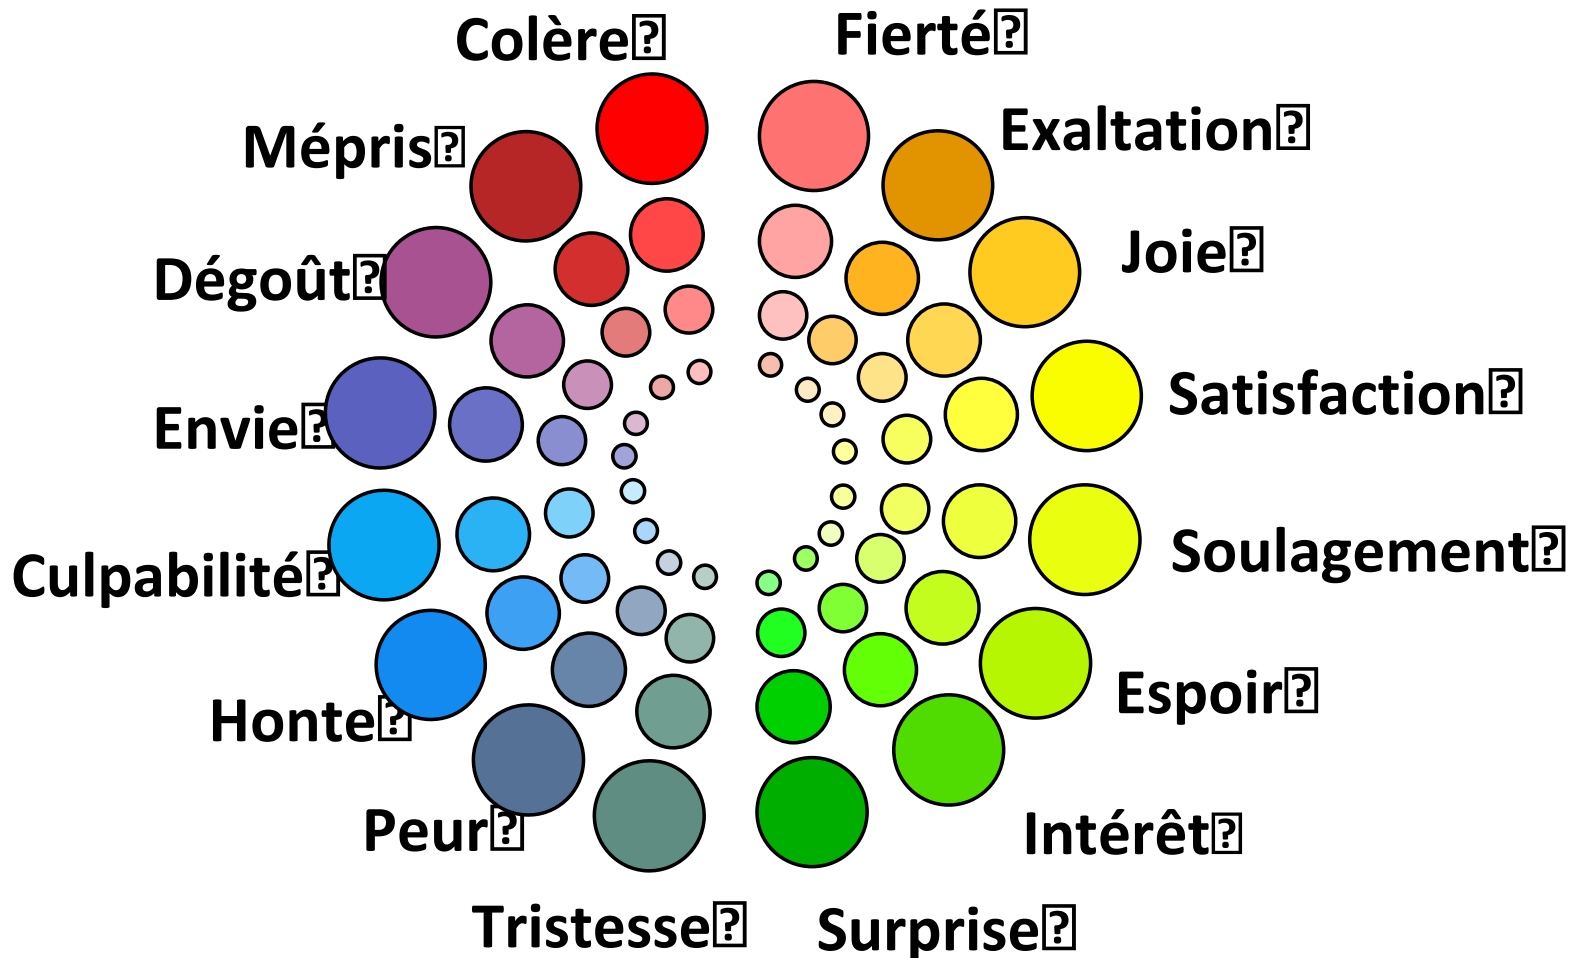 Colère�
Fierté�
Mépris�
Exaltation�
Dégoût�
Joie�
Envie�
Satisfaction�
Culpabilité�
Soulagement�
Honte�
Espoir�
Peur�
Intérêt�
Tristesse�
Surprise�